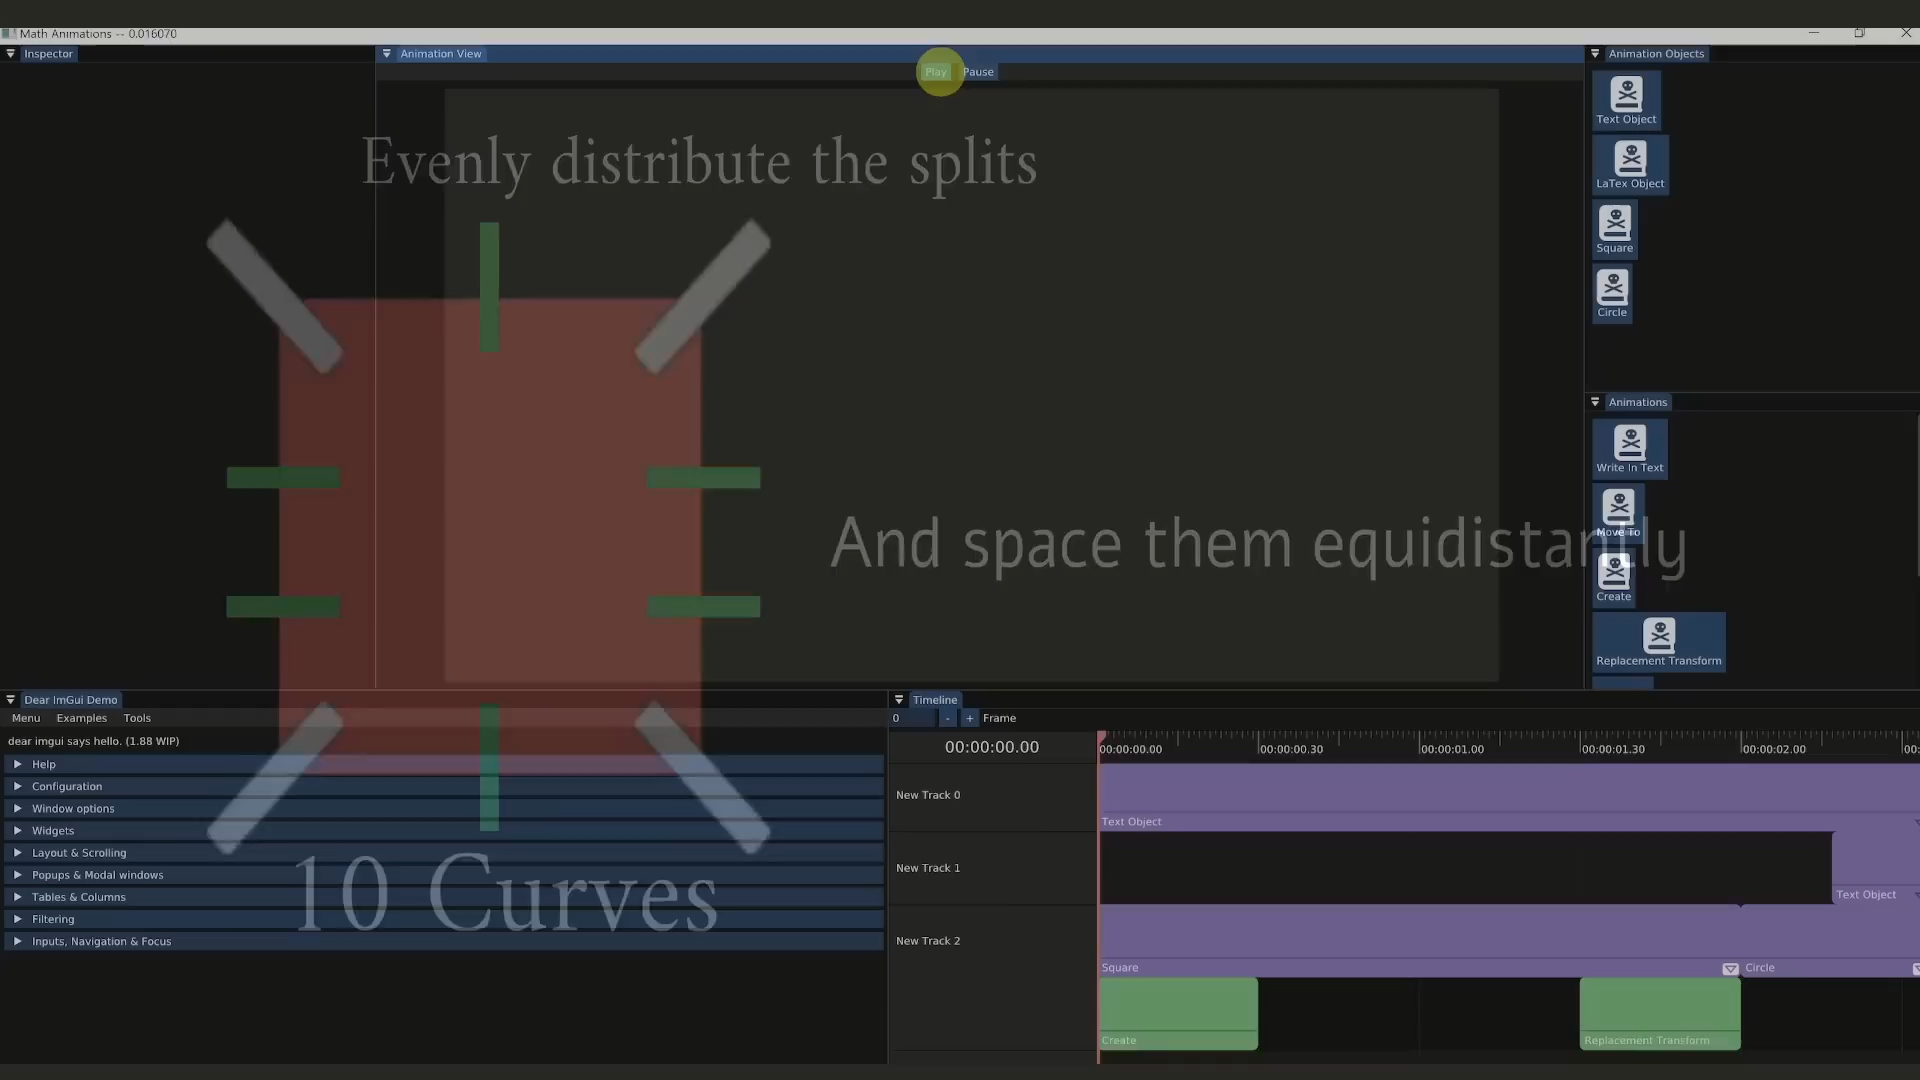 Math Animations -- 0.016070
Inspector
Animation View
Animation Objects
Play
Pause
Text Object
LaTex Object
Square
Circle
Evenly distribute the splits
And space them equidistantly
10 Curves
Animations
Write In Text
Move To
Create
Replacement Transform
Dear ImGui Demo
Menu Examples Tools
dear imgui says hello. (1.88 WIP)
Help
Configuration
Window options
Widgets
Layout & Scrolling
Popups & Modal windows
Tables & Columns
Filtering
Inputs, Navigation & Focus
Timeline
0 - + Frame
00:00:00.00
00:00:00.00 00:00:00.30 00:00:01.00 00:00:01.30 00:00:02.00 00:
New Track 0
Text Object
New Track 1
Text Object
New Track 2
Square
Circle
Create
Replacement Transform